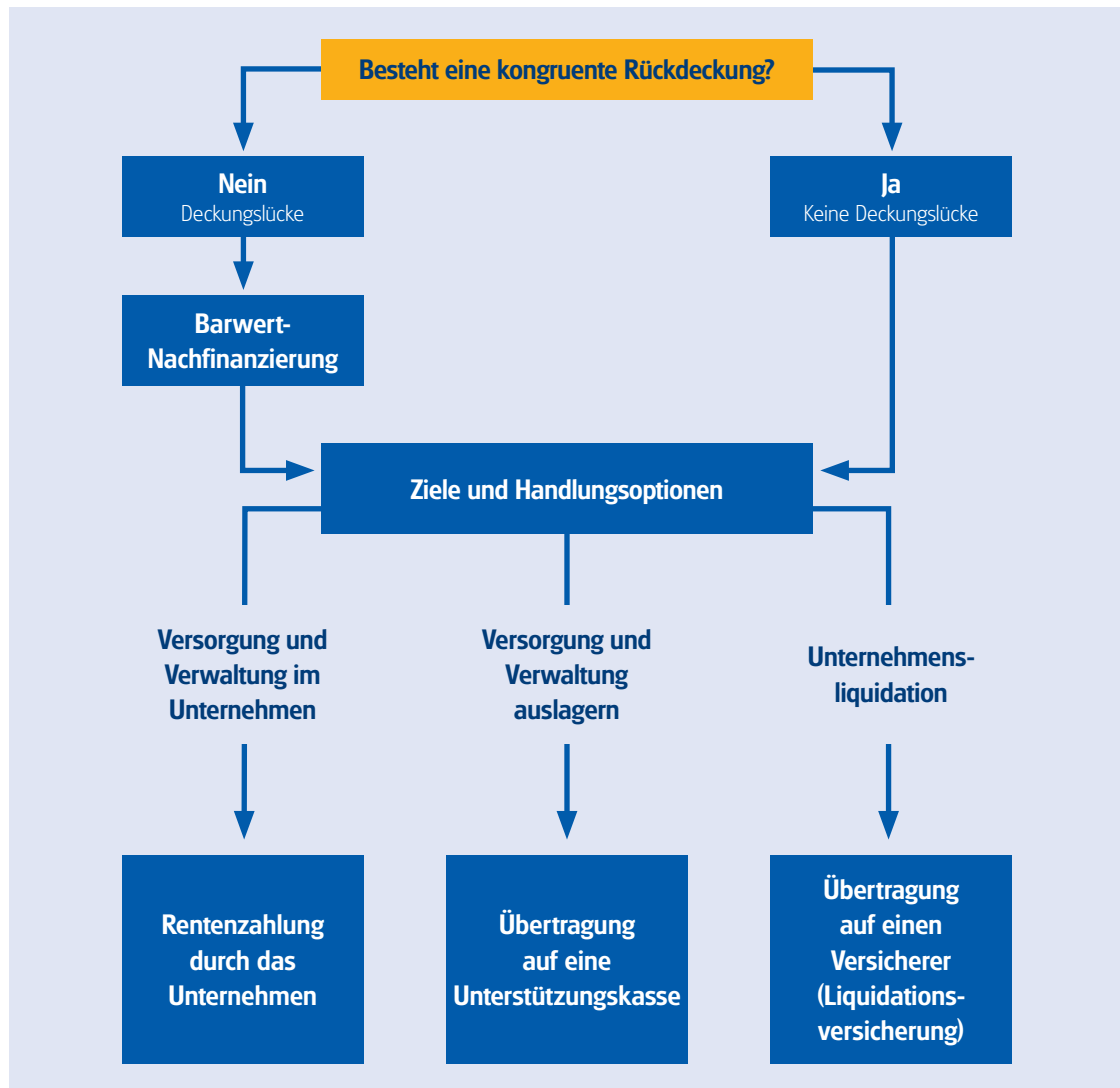 Besteht eine kongruente Rückdeckung?
Nein
Deckungslücke
Ja
Keine Deckungslücke
Barwert-
Nachfinanzierung
Ziele und Handlungsoptionen
Versorgung und
Verwaltung im
Unternehmen
Versorgung und
Verwaltung
auslagern
Unternehmens-
liquidation
Rentenzahlung
durch das
Unternehmen
Übertragung
auf eine
Unterstützungskasse
Übertragung
auf einen
Versicherer
(Liquidations-
versicherung)